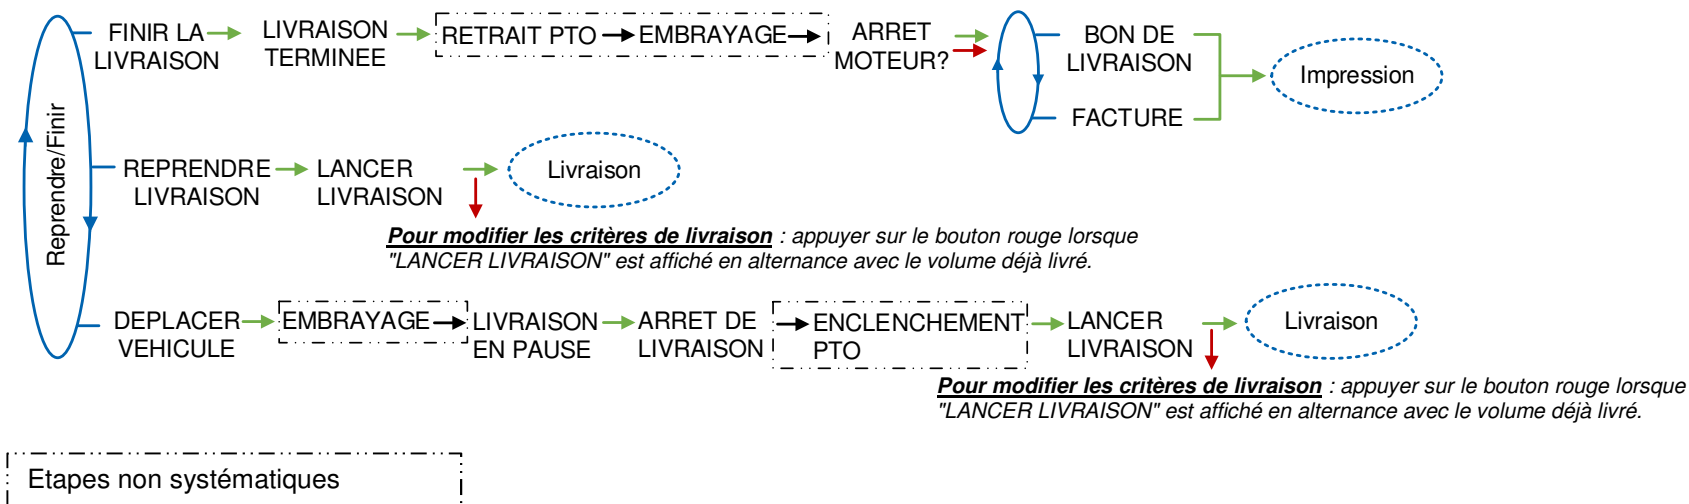 Reprendre/Finir
FINIR LA
LIVRAISON
LIVRAISON
TERMINEE
RETRAIT PTO
EMBRAYAGE
ARRET
MOTEUR?
BON DE
LIVRAISON
FACTURE
Impression
REPRENDRE
LIVRAISON
LANCER
LIVRAISON
Livraison
Pour modifier les critères de livraison : appuyer sur le bouton rouge lorsque
"LANCER LIVRAISON" est affiché en alternance avec le volume déjà livré.
DEPLACER
VEHICULE
EMBRAYAGE
LIVRAISON
EN PAUSE
ARRET DE
LIVRAISON
ENCLENCHEMENT
PTO
LANCER
LIVRAISON
Livraison
Pour modifier les critères de livraison : appuyer sur le bouton rouge lorsque
"LANCER LIVRAISON" est affiché en alternance avec le volume déjà livré.
Etapes non systématiques